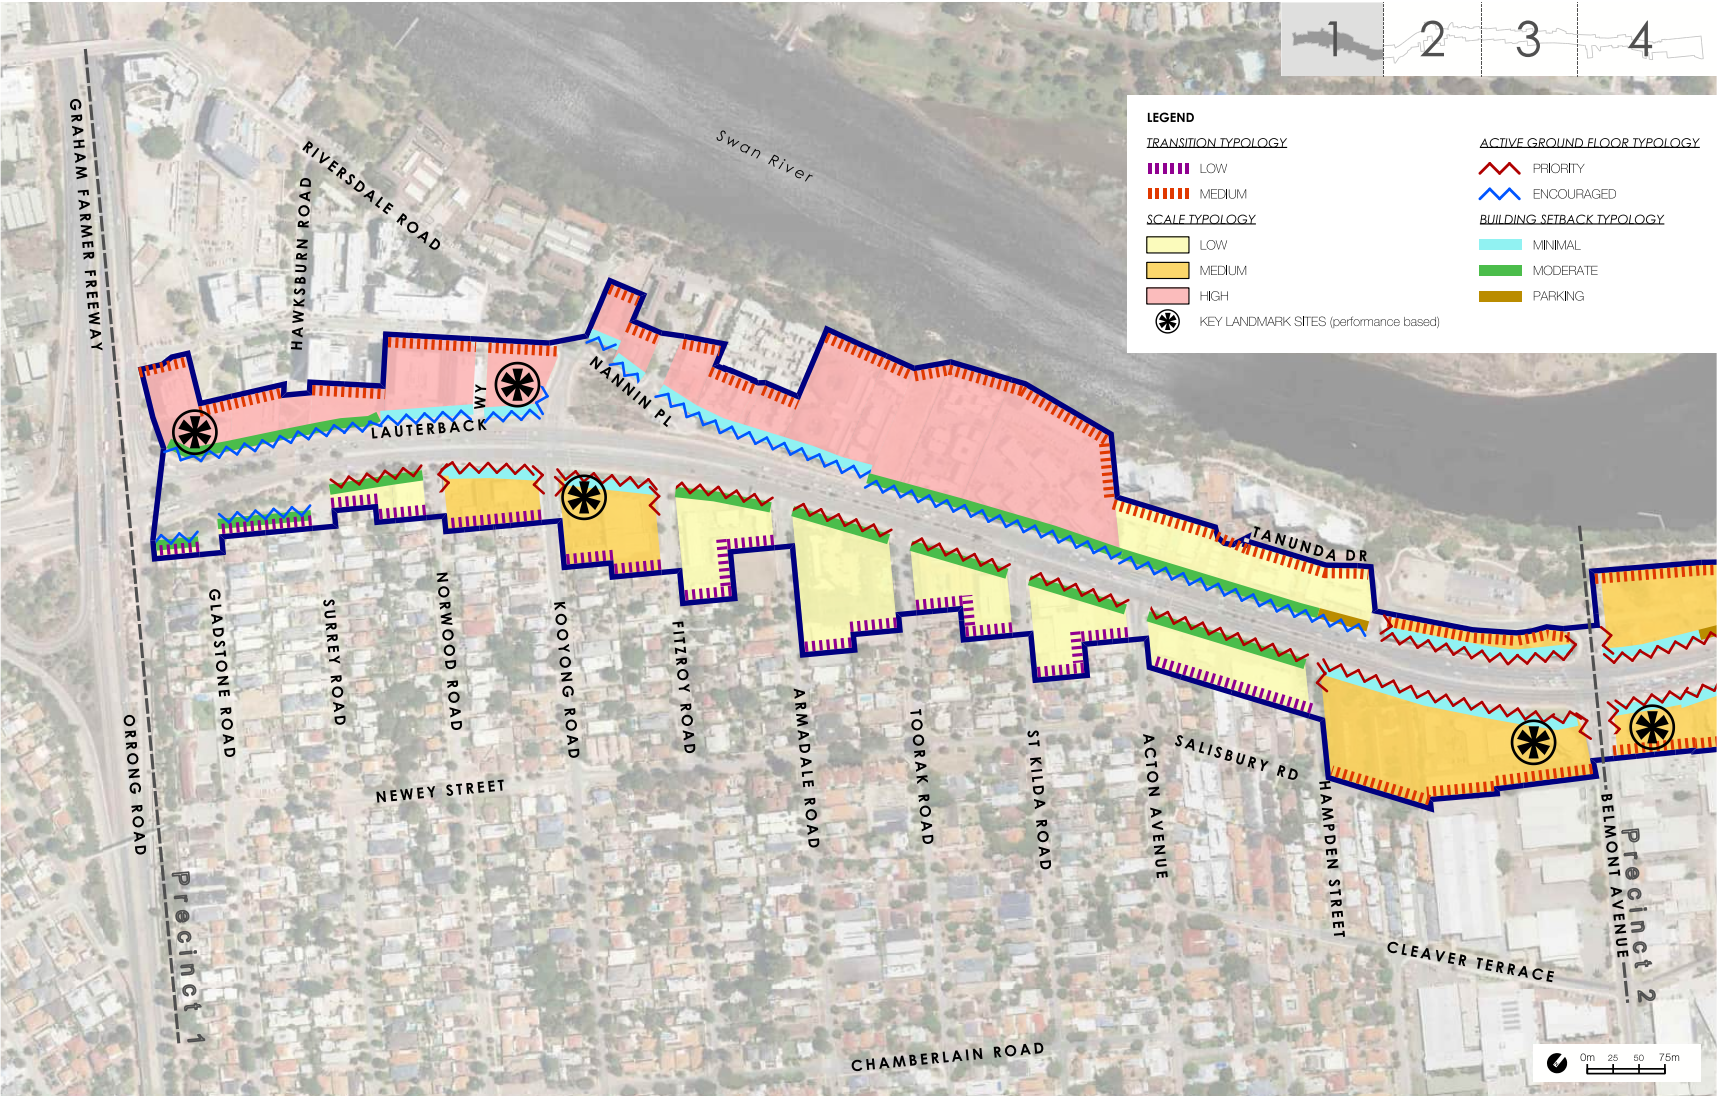 1
2
3
4
LEGEND
TRANSITION TYPOLOGY
LOW
MEDIUM
SCALE TYPOLOGY
LOW
MEDIUM
HIGH
KEY LANDMARK SITES (performance based)
ACTIVE GROUND FLOOR TYPOLOGY
PRIORITY
ENCOURAGED
BUILDING SETBACK TYPOLOGY
MINIMAL
MODERATE
PARKING
Swan River
GRAHAM FARMER FREEWAY
HAWKSBURN ROAD
RIVERSDALE ROAD
LAUTERBACK
WY
NANNIN PL
TANUNDA DR
GLADSTONE ROAD
SURREY ROAD
NORWOOD ROAD
KOOYONG ROAD
FITZROY ROAD
ARMADALE ROAD
TOORAK ROAD
ST KILDA ROAD
ACTON AVENUE
SALISBURY RD
HAMPDEN STREET
BELMONT AVENUE
ORRONG ROAD
NEWEY STREET
Precinct 1
Precinct 2
CLEAVER TERRACE
CHAMBERLAIN ROAD
0m 25 50 75m